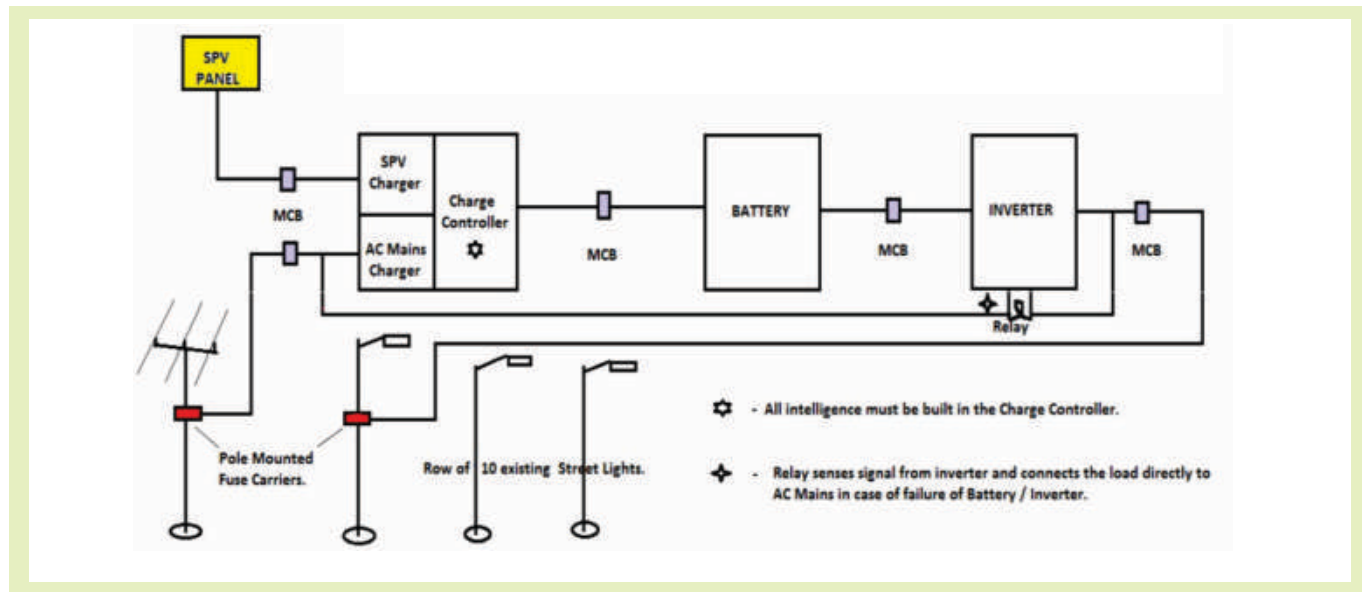 SPV
PANEL
SPV
Charger
Charge
Controller
AC Mains
Charger
MCB
MCB
BATTERY
MCB
INVERTER
MCB
Relay
Pole Mounted
Fuse Carriers.
Row of 10 existing Street Lights.
- All intelligence must be built in the Charge Controller.
- Relay senses signal from inverter and connects the load directly to
AC Mains in case of failure of Battery / Inverter.